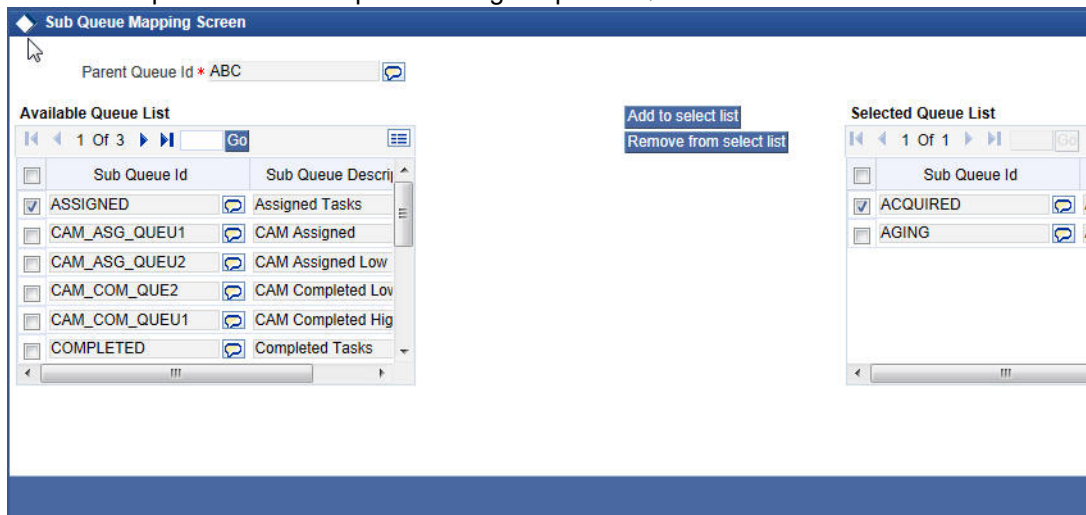 Sub Queue Mapping Screen
Parent Queue Id * ABC
Available Queue List
1 Of 3 Go
Sub Queue Id Sub Queue Descrip
ASSIGNED Assigned Tasks
CAM_ASG_QUEU1 CAM Assigned
CAM_ASG_QUEU2 CAM Assigned Low
CAM_COM_QUE2 CAM Completed Low
CAM_COM_QUEU1 CAM Completed Hig
COMPLETED Completed Tasks
Add to select list
Remove from select list
Selected Queue List
1 Of 1 Go
Sub Queue Id
ACQUIRED
AGING